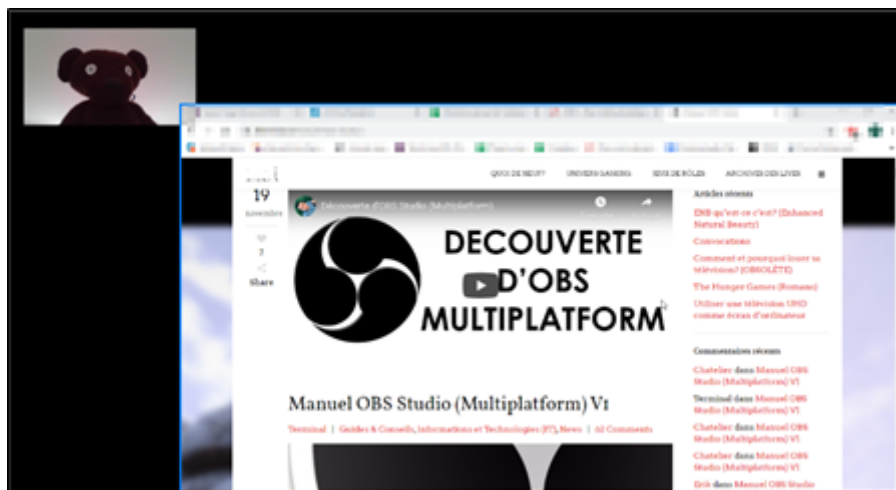 QUOI DE NEUF?
UNIVERS GAMING
JEUX DE RÔLES
ARCHIVES DES LIVES
19
novembre
7
Share
Découverte d'OBS Studio (Multiplatform)
DECOUVERTE
D'OBS
MULTIPLATFORM
Manuel OBS Studio (Multiplatform) V1
Terminal | Guides & Conseils, Informations et Technologies (IT), News | 62 Comments
Articles récents
ENB qu'est-ce c'est? (Enhanced
Natural Beauty)
Convocations
Comment et pourquoi louer sa
télévision? (OBSOLÈTE)
The Hunger Games (Romans)
Utiliser une télévision UHD
comme écran d'ordinateur
Commentaires récents
Chatelier dans Manuel OBS
Studio (Multiplatform) V1
Terminal dans Manuel OBS
Studio (Multiplatform) V1
Chatelier dans Manuel OBS
Studio (Multiplatform) V1
Chatelier dans Manuel OBS
Studio (Multiplatform) V1
Erik dans Manuel OBS Studio